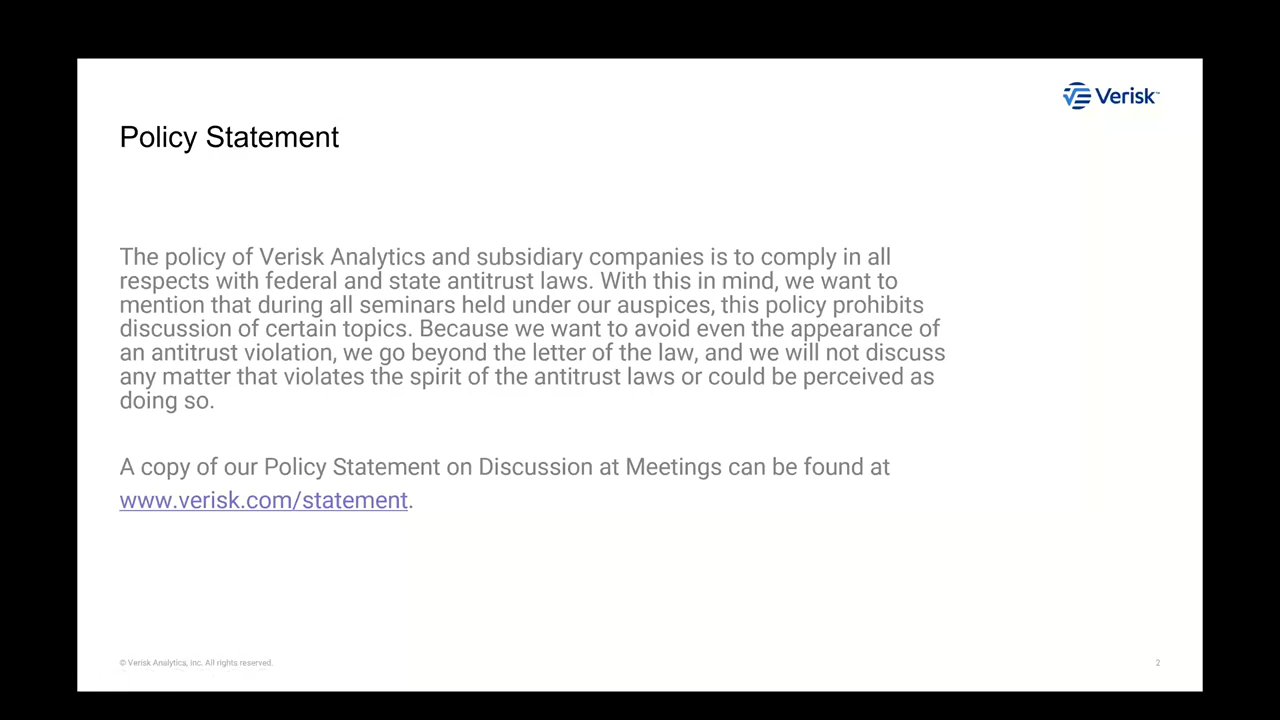 Verisk™
Policy Statement
The policy of Verisk Analytics and subsidiary companies is to comply in all
respects with federal and state antitrust laws. With this in mind, we want to
mention that during all seminars held under our auspices, this policy prohibits
discussion of certain topics. Because we want to avoid even the appearance of
an antitrust violation, we go beyond the letter of the law, and we will not discuss
any matter that violates the spirit of the antitrust laws or could be perceived as
doing so.
A copy of our Policy Statement on Discussion at Meetings can be found at
www.verisk.com/statement.
© Verisk Analytics, Inc. All rights reserved.
2